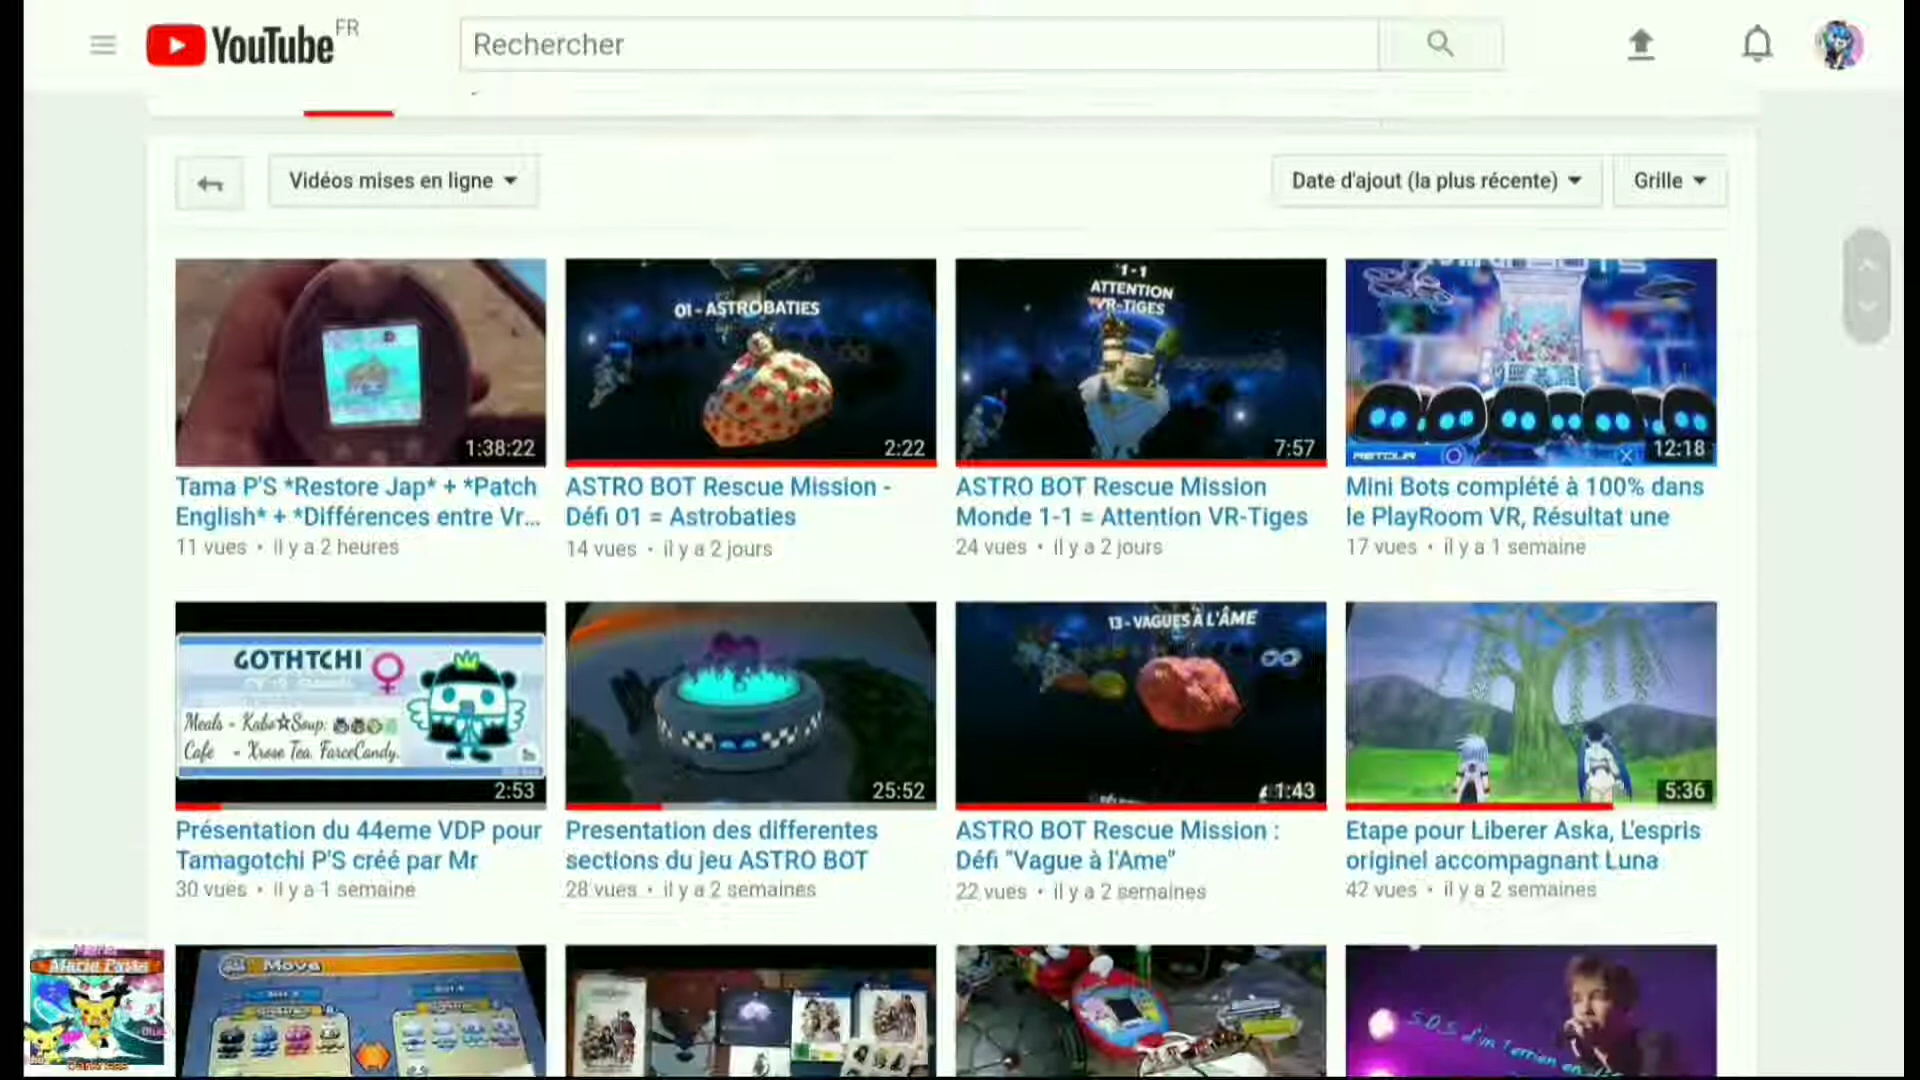 YouTube FR
Rechercher
Vidéos mises en ligne
Date d'ajout (la plus récente)
Grille
1:38:22
01 - ASTROBATIES
2:22
1-1
ATTENTION
VR-TIGES
7:57
RETOUR
12:18
Tama P'S *Restore Jap* + *Patch
English* + *Différences entre Vr...
11 vues • il y a 2 heures
ASTRO BOT Rescue Mission -
Défi 01 = Astrobaties
14 vues • il y a 2 jours
ASTRO BOT Rescue Mission
Monde 1-1 = Attention VR-Tiges
24 vues • il y a 2 jours
Mini Bots complété à 100% dans
le PlayRoom VR, Résultat une
17 vues • il y a 1 semaine
GOTHTCHI
Meals = Kabo☆Soup:
Cafe = Xrose Tea. FarceCandy.
2:53
25:52
13 - VAGUES À L'ÂME
1:43
5:36
Présentation du 44eme VDP pour
Tamagotchi P'S créé par Mr
30 vues • il y a 1 semaine
Presentation des differentes
sections du jeu ASTRO BOT
28 vues • il y a 2 semaines
ASTRO BOT Rescue Mission :
Défi "Vague à l'Ame"
22 vues • il y a 2 semaines
Etape pour Liberer Aska, L'espris
originel accompagnant Luna
42 vues • il y a 2 semaines
Move
S.O.S d'un Terrien en